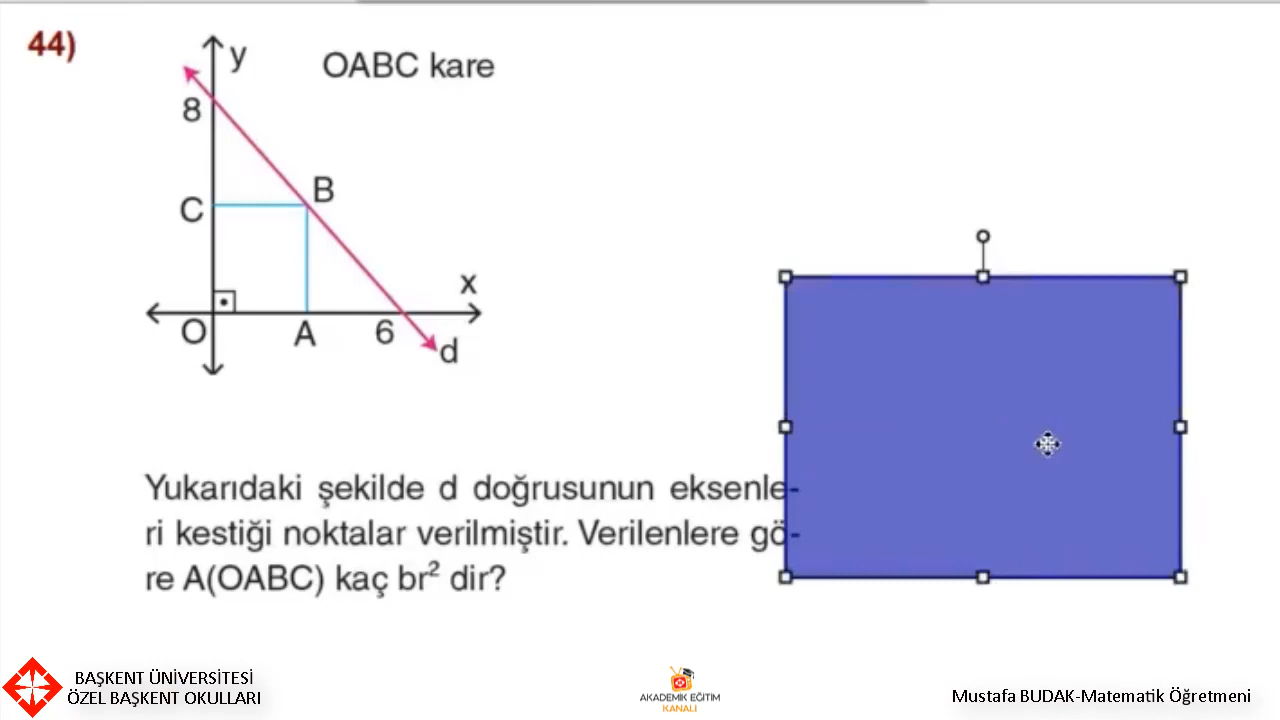 44)
y
OABC kare
8
B
C
x
O
A
6
d
Yukarıdaki şekilde d doğrusunun eksenle-
ri kestiği noktalar verilmiştir. Verilenlere gö-
re A(OABC) kaç br² dir?
BAŞKENT ÜNİVERSİTESİ
ÖZEL BAŞKENT OKULLARI
AKADEMİK EĞİTİM
KANALI
Mustafa BUDAK-Matematik Öğretmeni